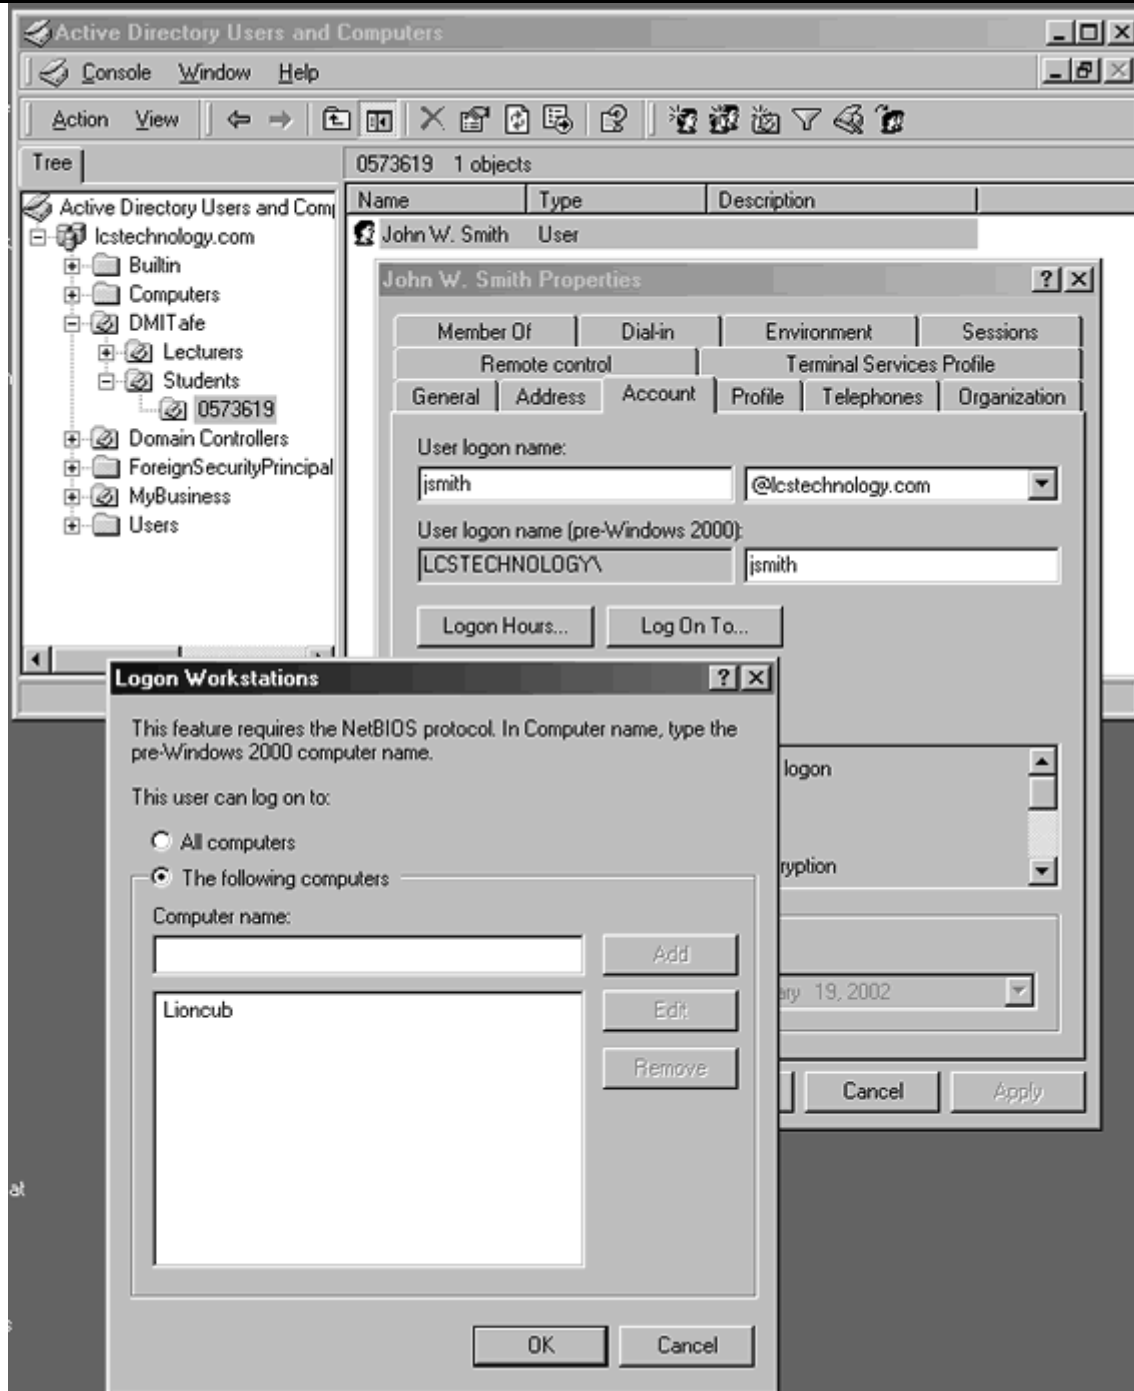 Active Directory Users and Computers
Console Window Help
Action View
Tree
0573619 1 objects
Name Type Description
Active Directory Users and Comp
lcstechnology.com
Builtin
Computers
DMITafe
Lecturers
Students
0573619
Domain Controllers
ForeignSecurityPrincipal
MyBusiness
Users
John W. Smith User
John W. Smith Properties
Member Of Dial-in Environment Sessions
Remote control Terminal Services Profile
General Address Account Profile Telephones Organization
User logon name:
jsmith @lcstechnology.com
User logon name (pre-Windows 2000):
LCSTECHNOLOGY\ jsmith
Logon Hours... Log On To...
logon
ryption
19, 2002
Cancel Apply
Logon Workstations
This feature requires the NetBIOS protocol. In Computer name, type the
pre-Windows 2000 computer name.
This user can log on to:
All computers
The following computers
Computer name:
Add
Lioncub
Edit
Remove
OK Cancel
at